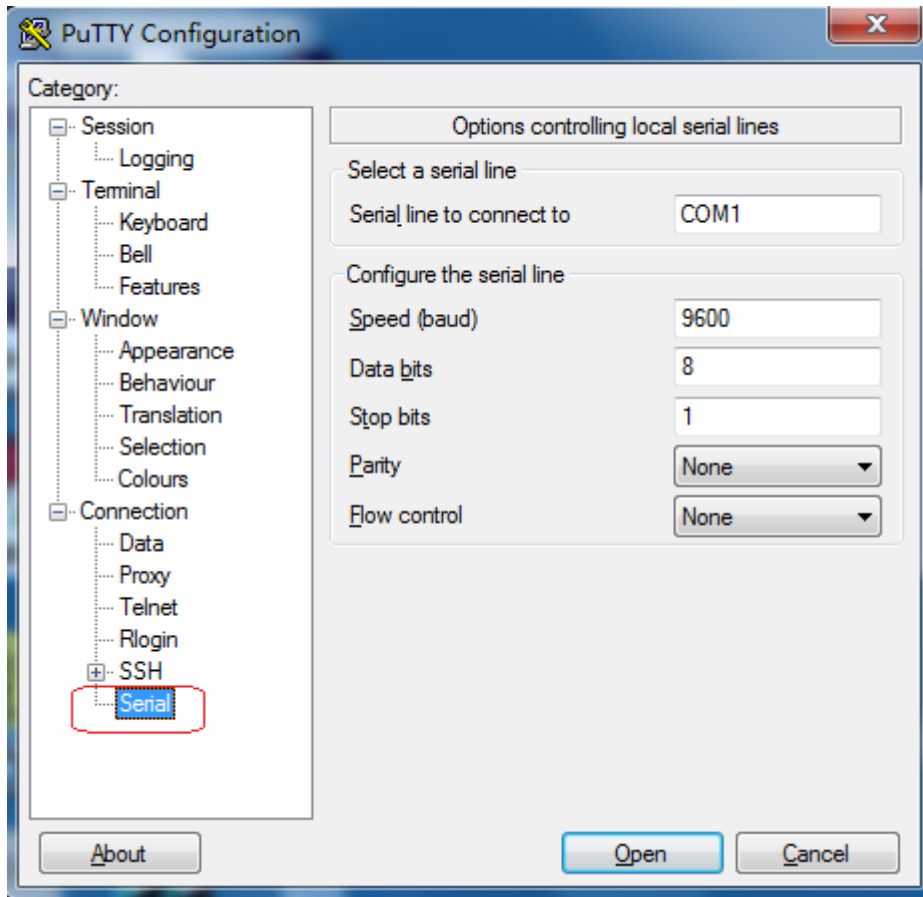 PuTTY Configuration
Category:
Session
Logging
Terminal
Keyboard
Bell
Features
Window
Appearance
Behaviour
Translation
Selection
Colours
Connection
Data
Proxy
Telnet
Rlogin
SSH
Serial
Options controlling local serial lines
Select a serial line
Serial line to connect to COM1
Configure the serial line
Speed (baud) 9600
Data bits 8
Stop bits 1
Parity None
Flow control None
About Open Cancel